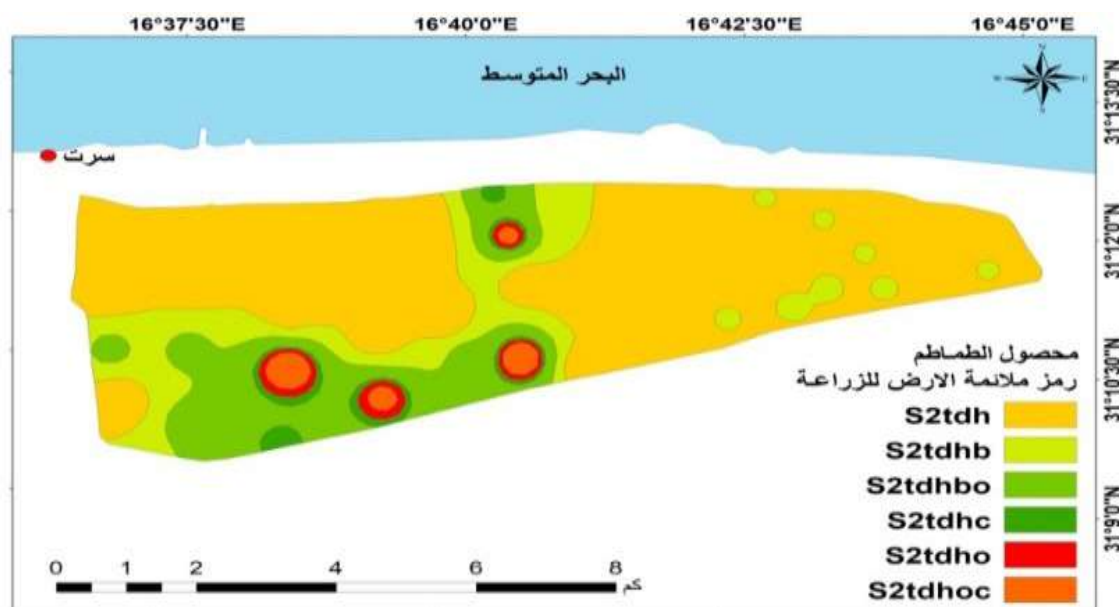 16°37'30"E 16°40'0"E 16°42'30"E 16°45'0"E
البحر المتوسط
31°13'30"N
سرت
31°12'0"N
31°10'30"N
31°9'0"N
محصول الطماطم
رمز ملائمة الارض للزراعة
S2tdh
S2tdhb
S2tdhbo
S2tdhc
S2tdho
S2tdhoc
0 1 2 4 6 8
كم